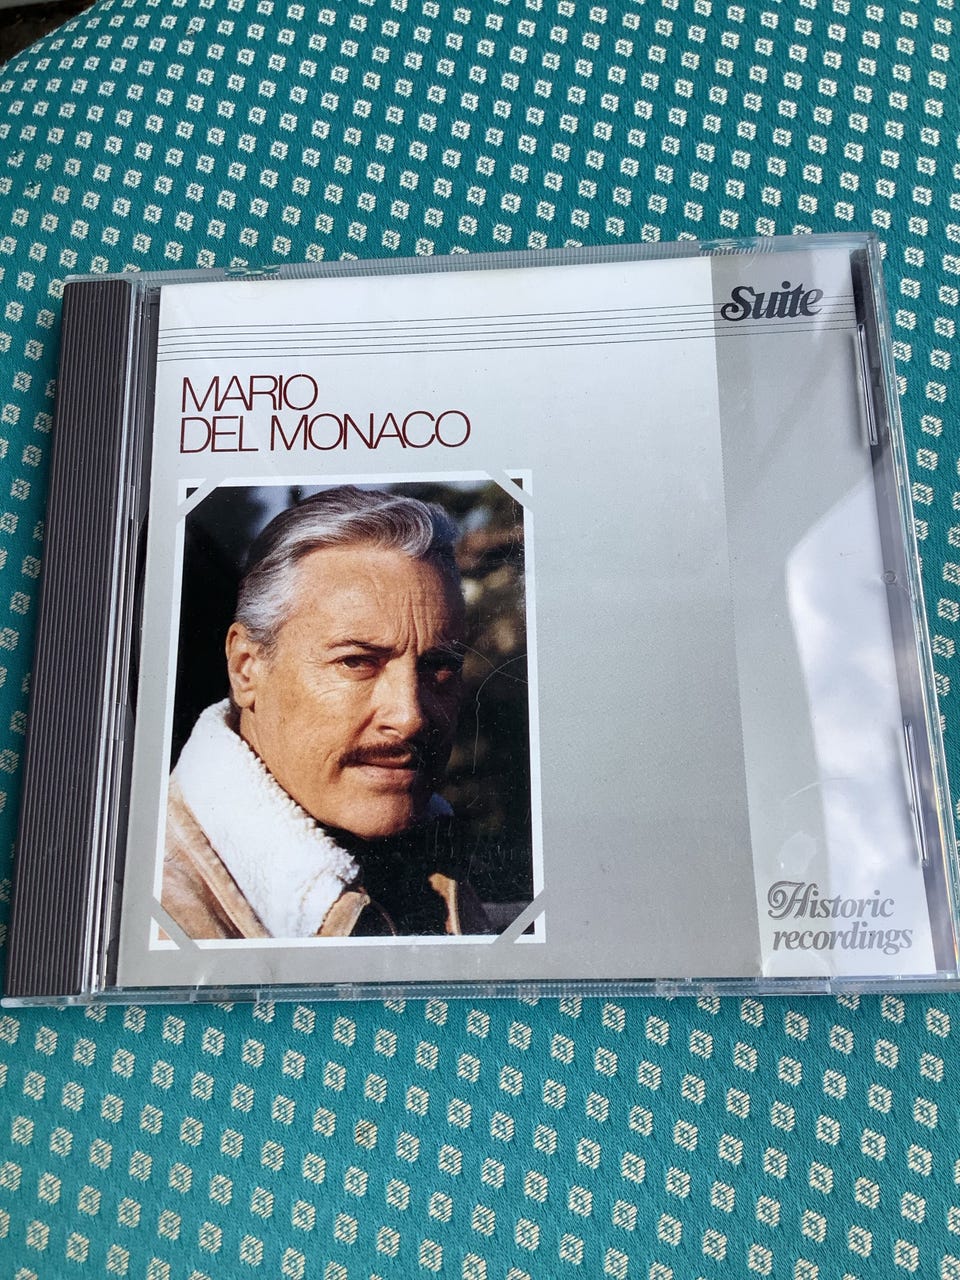 Suite
MARIO
DEL MONACO
Historic
recordings